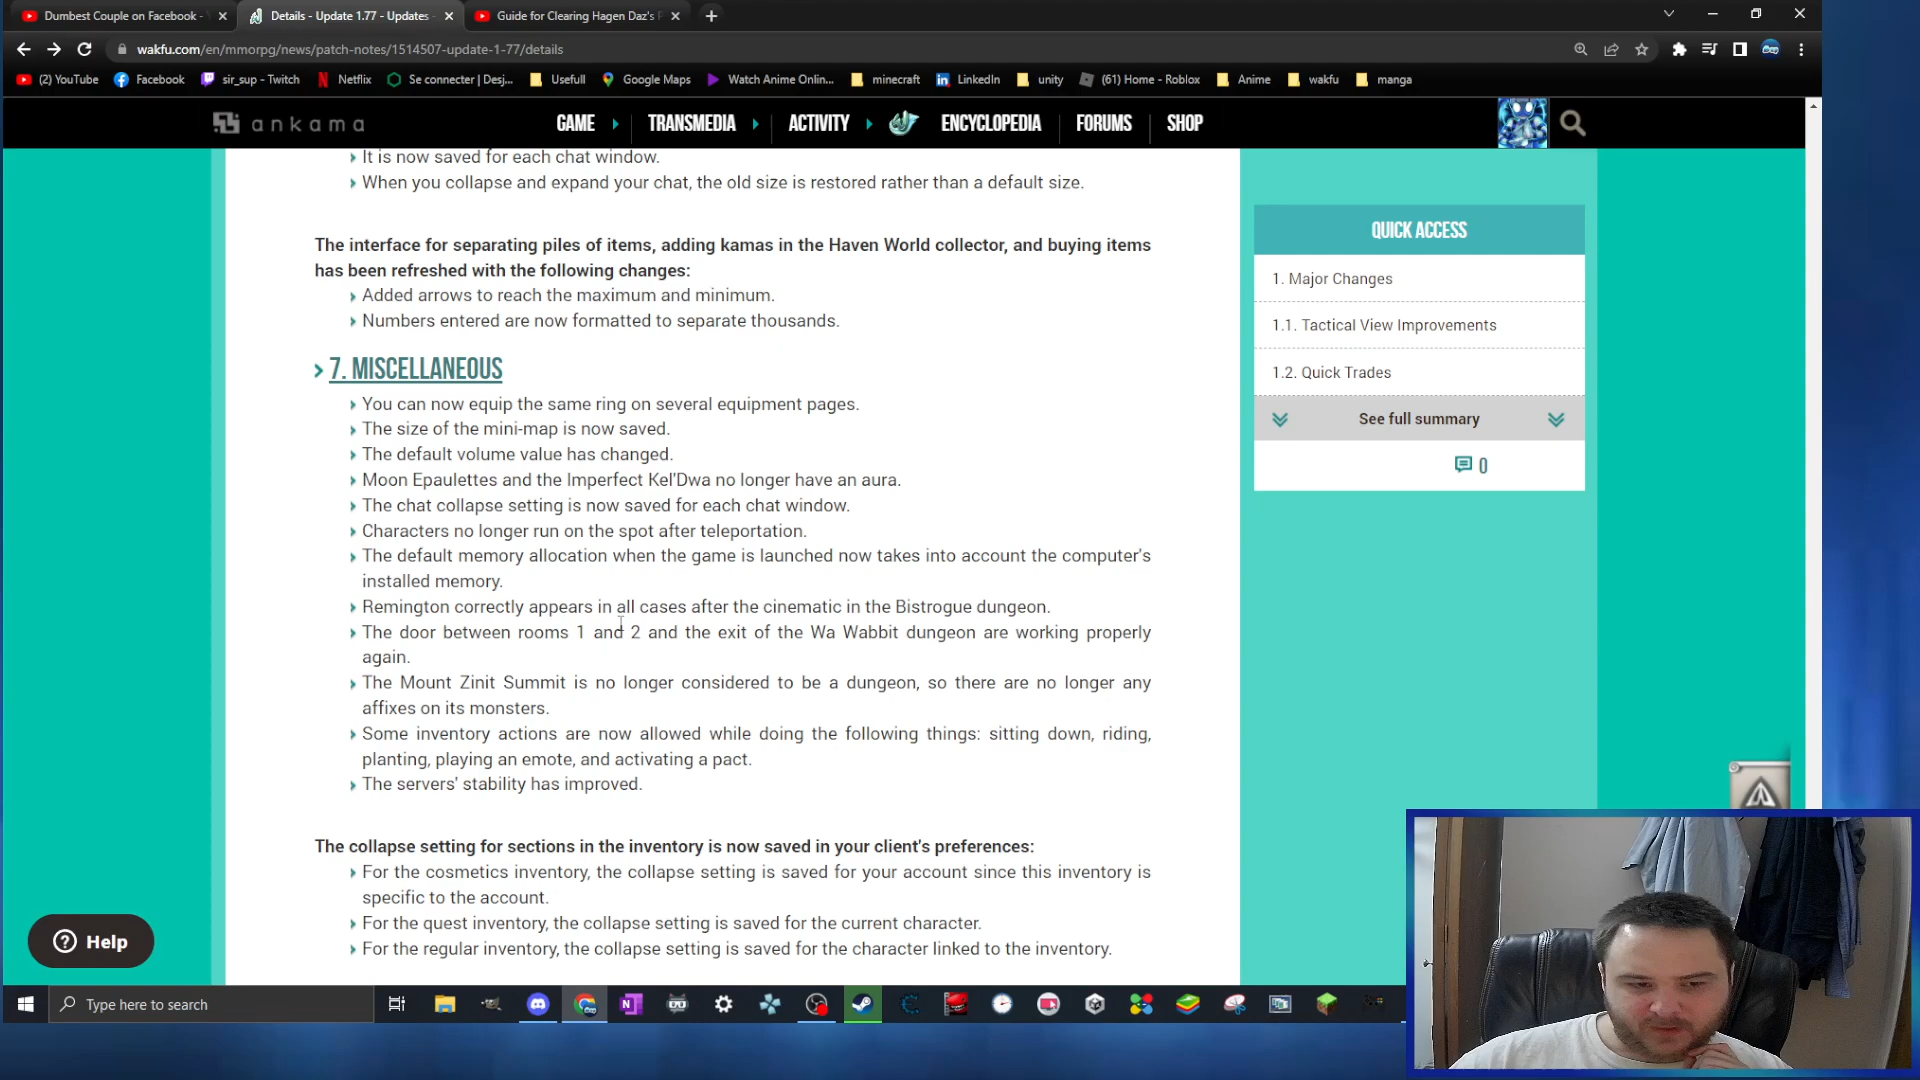 Dumbest Couple on Facebook -
Details - Update 1.77 - Updates -
Guide for Clearing Hagen Daz's P
wakfu.com/en/mmorpg/news/patch-notes/1514507-update-1-77/details
(2) YouTube
Facebook
sir_sup - Twitch
Netflix
Se connecter | Desj...
Usefull
Google Maps
Watch Anime Onlin...
minecraft
LinkedIn
unity
(61) Home - Roblox
Anime
wakfu
manga
ankama
GAME
TRANSMEDIA
ACTIVITY
ENCYCLOPEDIA
FORUMS
SHOP
It is now saved for each chat window.
When you collapse and expand your chat, the old size is restored rather than a default size.
The interface for separating piles of items, adding kamas in the Haven World collector, and buying items
has been refreshed with the following changes:
Added arrows to reach the maximum and minimum.
Numbers entered are now formatted to separate thousands.
7. MISCELLANEOUS
You can now equip the same ring on several equipment pages.
The size of the mini-map is now saved.
The default volume value has changed.
Moon Epaulettes and the Imperfect Kel'Dwa no longer have an aura.
The chat collapse setting is now saved for each chat window.
Characters no longer run on the spot after teleportation.
The default memory allocation when the game is launched now takes into account the computer's
installed memory.
Remington correctly appears in all cases after the cinematic in the Bistrogue dungeon.
The door between rooms 1 and 2 and the exit of the Wa Wabbit dungeon are working properly
again.
The Mount Zinit Summit is no longer considered to be a dungeon, so there are no longer any
affixes on its monsters.
Some inventory actions are now allowed while doing the following things: sitting down, riding,
planting, playing an emote, and activating a pact.
The servers' stability has improved.
The collapse setting for sections in the inventory is now saved in your client's preferences:
For the cosmetics inventory, the collapse setting is saved for your account since this inventory is
specific to the account.
For the quest inventory, the collapse setting is saved for the current character.
For the regular inventory, the collapse setting is saved for the character linked to the inventory.
QUICK ACCESS
1. Major Changes
1.1. Tactical View Improvements
1.2. Quick Trades
See full summary
0
Help
Type here to search